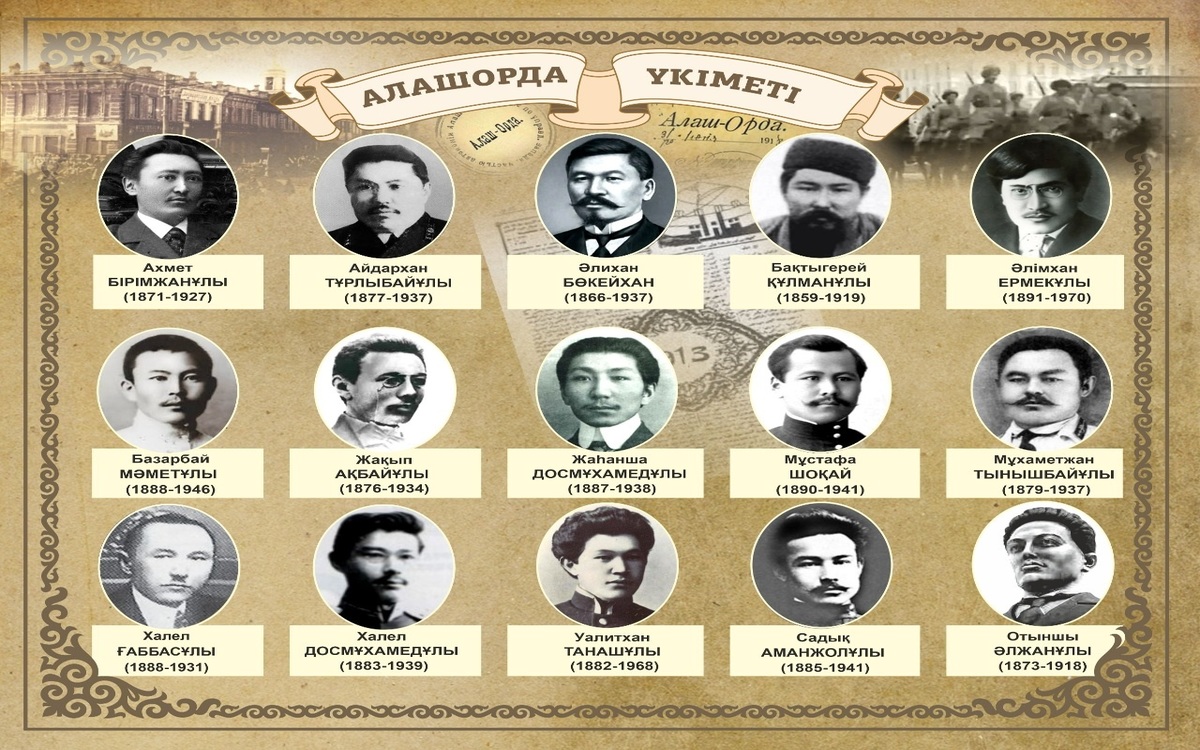 АЛАШОРДА ҮКІМЕТІ
Алаш-Орда.
Алаш-Орда.
Ахмет
БІРІМЖАНҰЛЫ
(1871-1927)
Айдархан
ТҰРЛЫБАЙҰЛЫ
(1877-1937)
Әлихан
БӨКЕЙХАН
(1866-1937)
Бақтыгерей
ҚҰЛМАНҰЛЫ
(1859-1919)
Әлімхан
ЕРМЕКҰЛЫ
(1891-1970)
1913
Базарбай
МӘМЕТҰЛЫ
(1888-1946)
Жақып
АҚБАЙҰЛЫ
(1876-1934)
Жаһанша
ДОСМҰХАМЕДҰЛЫ
(1887-1938)
Мұстафа
ШОҚАЙ
(1890-1941)
Мұхаметжан
ТЫНЫШБАЙҰЛЫ
(1879-1937)
Халел
ҒАББАСҰЛЫ
(1888-1931)
Халел
ДОСМҰХАМЕДҰЛЫ
(1883-1939)
Уалитхан
ТАНАШҰЛЫ
(1882-1968)
Садық
АМАНЖОЛҰЛЫ
(1885-1941)
Отыншы
ӘЛЖАНҰЛЫ
(1873-1918)